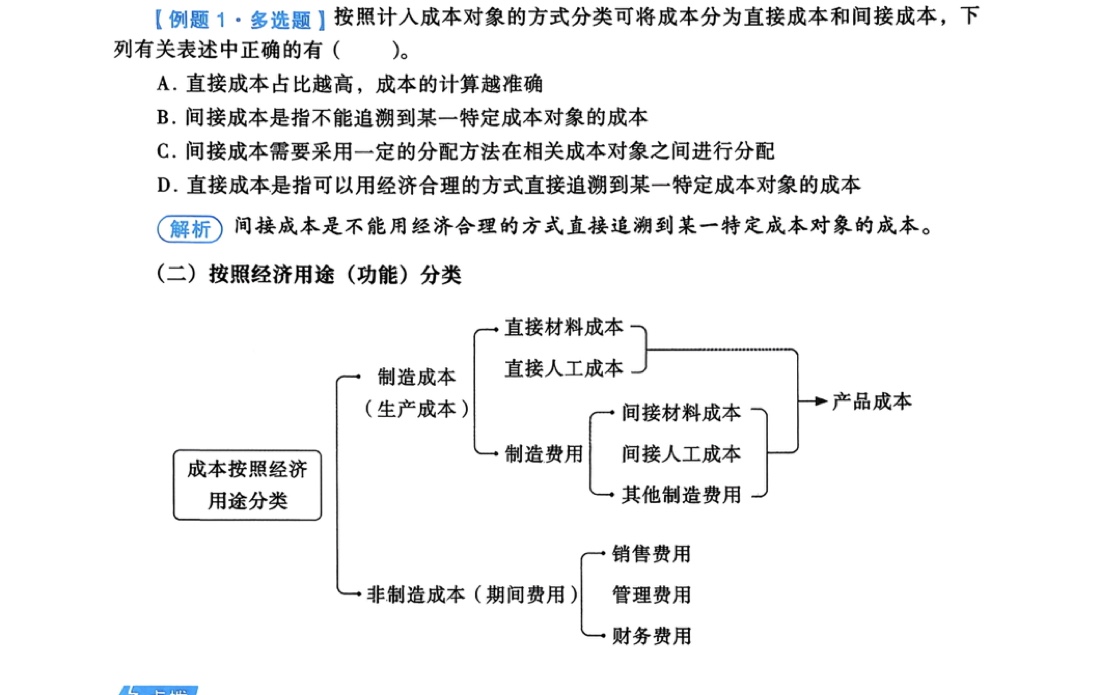 【例题1·多选题】按照计入成本对象的方式分类可将成本分为直接成本和间接成本，下
列有关表述中正确的有（　　）。
A. 直接成本占比越高，成本的计算越准确
B. 间接成本是指不能追溯到某一特定成本对象的成本
C. 间接成本需要采用一定的分配方法在相关成本对象之间进行分配
D. 直接成本是指可以用经济合理的方式直接追溯到某一特定成本对象的成本
解析 间接成本是不能用经济合理的方式直接追溯到某一特定成本对象的成本。
（二）按照经济用途（功能）分类
成本按照经济
用途分类
制造成本
（生产成本）
直接材料成本
直接人工成本
制造费用
间接材料成本
间接人工成本
其他制造费用
产品成本
非制造成本（期间费用）
销售费用
管理费用
财务费用